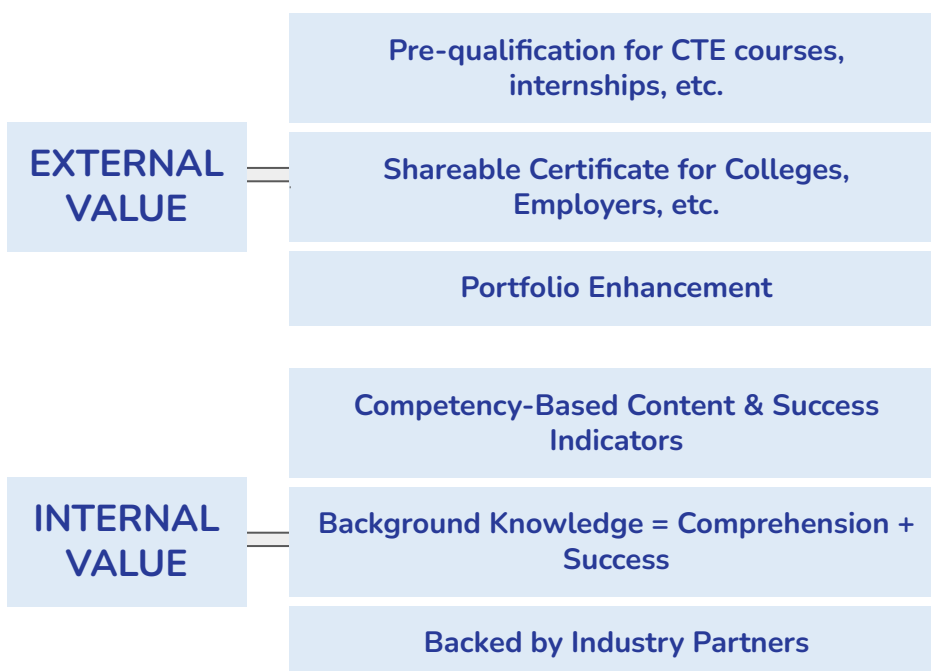 EXTERNAL
VALUE
Pre-qualification for CTE courses,
internships, etc.
Shareable Certificate for Colleges,
Employers, etc.
Portfolio Enhancement
INTERNAL
VALUE
Competency-Based Content & Success
Indicators
Background Knowledge = Comprehension +
Success
Backed by Industry Partners